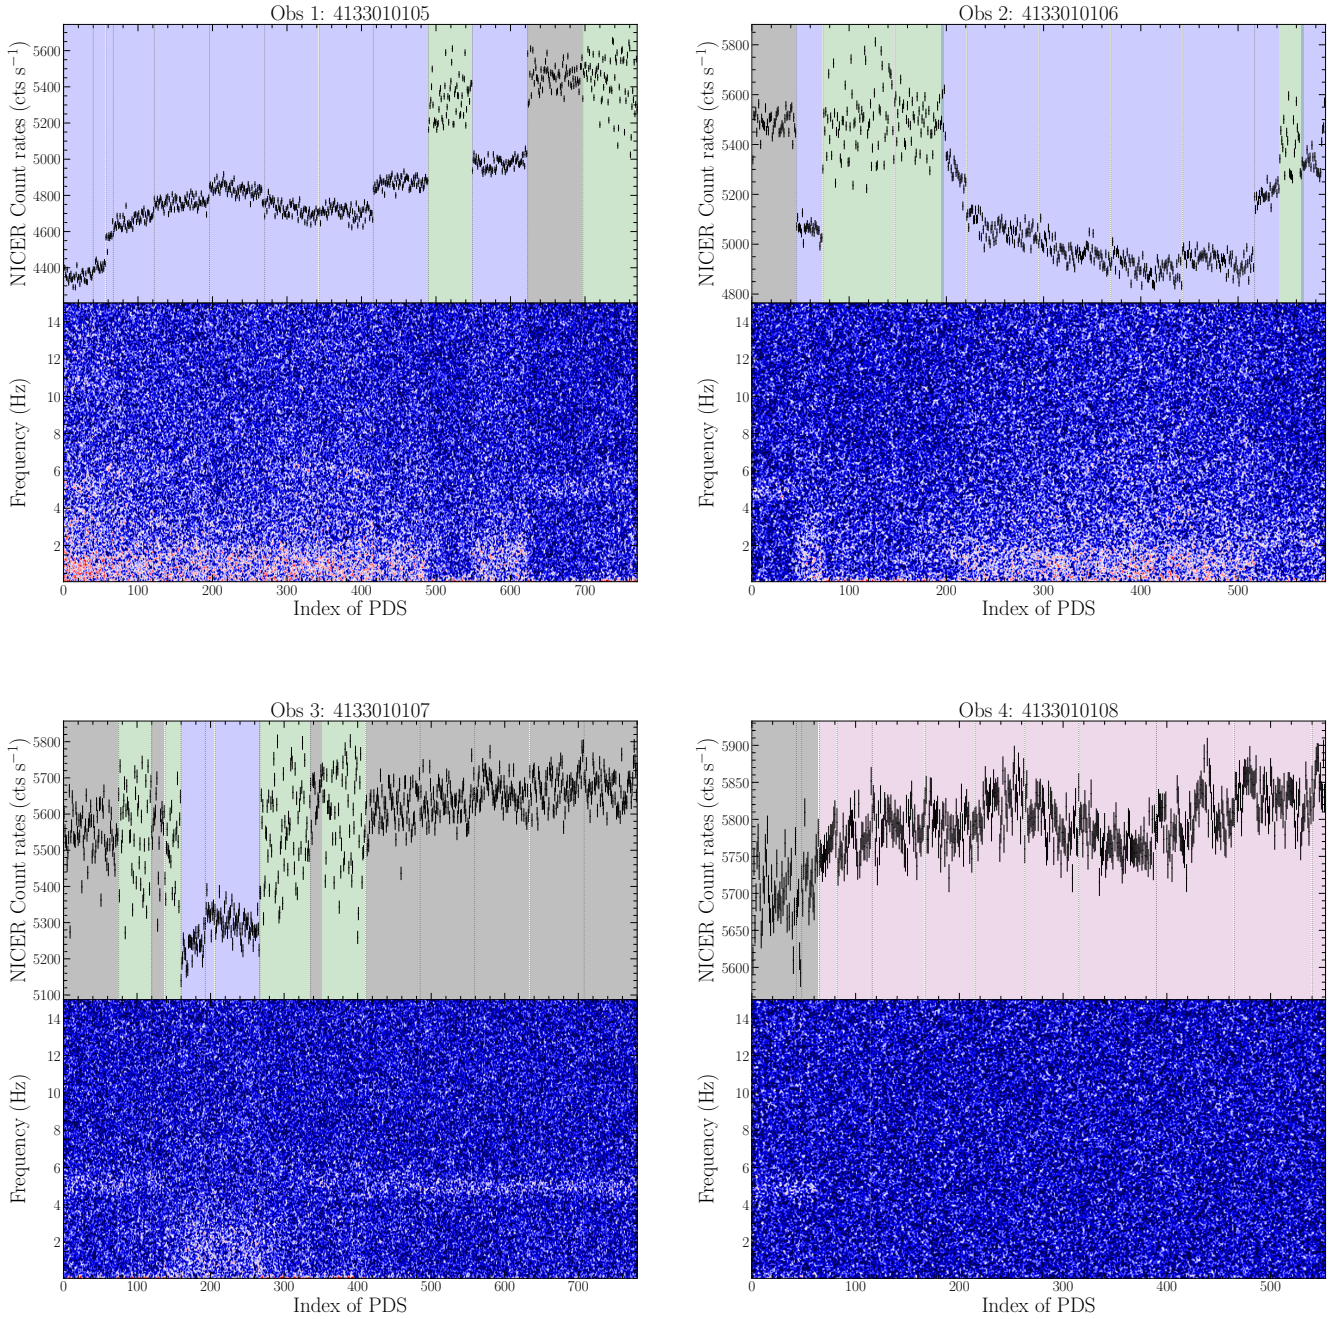 Obs 1: 4133010105
NICER Count rates (cts s⁻¹)
5600
5400
5200
5000
4800
4600
4400
Frequency (Hz)
14
12
10
8
6
4
2
0 100 200 300 400 500 600 700
Index of PDS
Obs 2: 4133010106
NICER Count rates (cts s⁻¹)
5800
5600
5400
5200
5000
4800
Frequency (Hz)
14
12
10
8
6
4
2
0 100 200 300 400 500
Index of PDS
Obs 3: 4133010107
NICER Count rates (cts s⁻¹)
5800
5700
5600
5500
5400
5300
5200
5100
Frequency (Hz)
14
12
10
8
6
4
2
0 100 200 300 400 500 600 700
Index of PDS
Obs 4: 4133010108
NICER Count rates (cts s⁻¹)
5900
5850
5800
5750
5700
5650
5600
Frequency (Hz)
14
12
10
8
6
4
2
0 100 200 300 400 500
Index of PDS